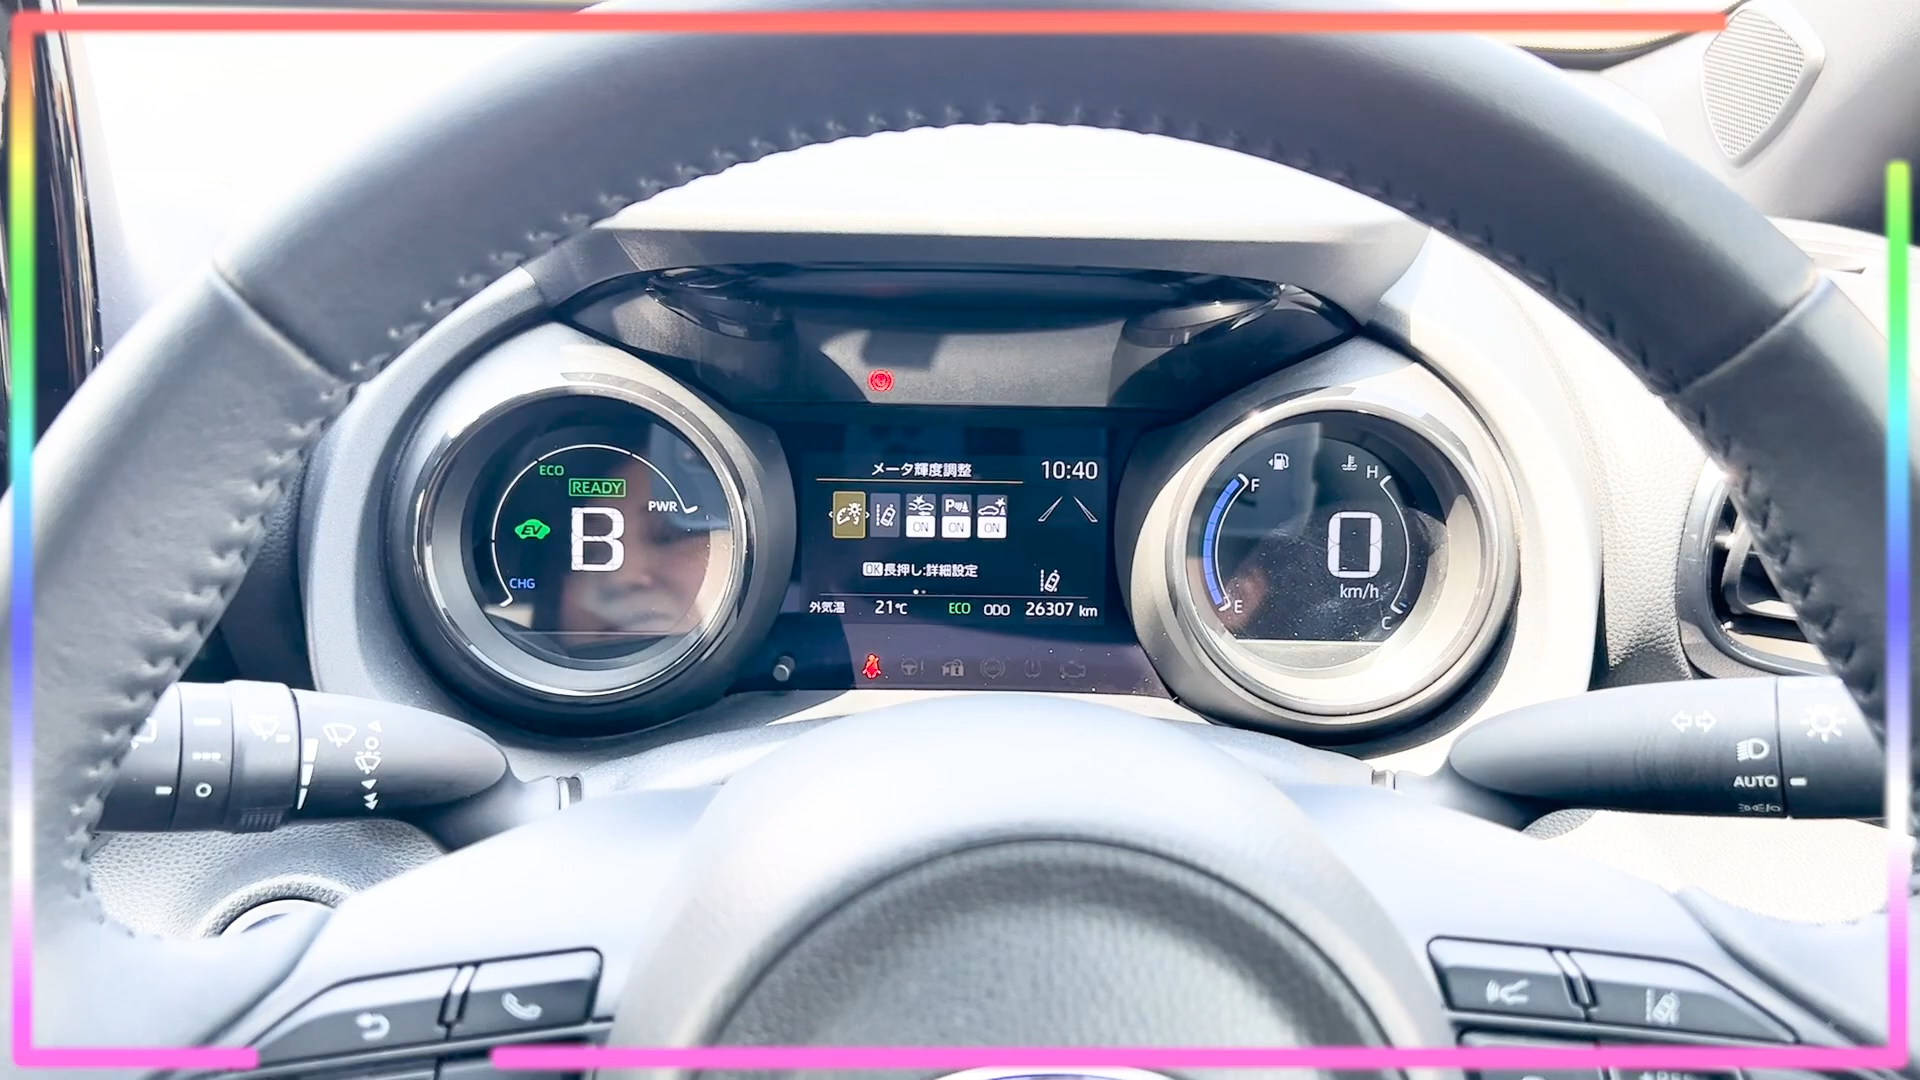 メータ輝度調整 10:40
ECO
READY
PWR
EV
B
CHG
P
ON ON ON
OK長押し:詳細設定
外気温 21℃ ECO ODO 26307 km
F
H
0
km/h
E
C
AUTO